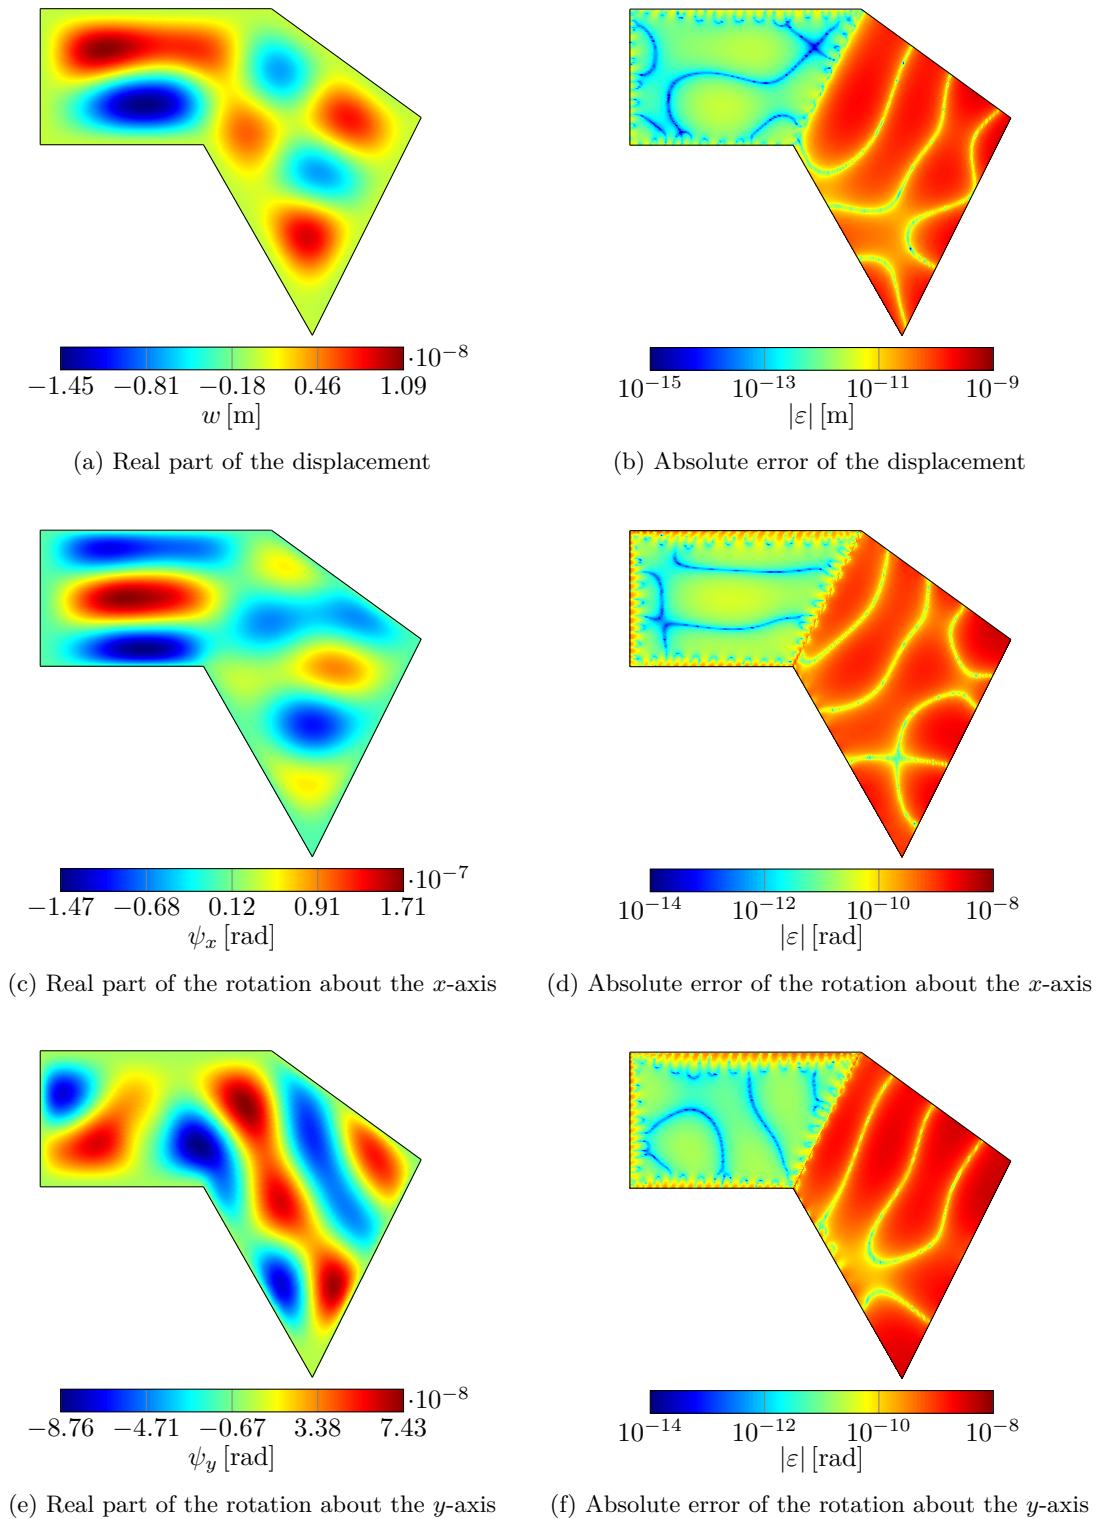 −1.45 −0.81 −0.18 0.46 1.09 ·10⁻⁸
w [m]
10⁻¹⁵ 10⁻¹³ 10⁻¹¹ 10⁻⁹
|ε| [m]
(a) Real part of the displacement
(b) Absolute error of the displacement
−1.47 −0.68 0.12 0.91 1.71 ·10⁻⁷
ψₓ [rad]
10⁻¹⁴ 10⁻¹² 10⁻¹⁰ 10⁻⁸
|ε| [rad]
(c) Real part of the rotation about the x-axis
(d) Absolute error of the rotation about the x-axis
−8.76 −4.71 −0.67 3.38 7.43 ·10⁻⁸
ψ_y [rad]
10⁻¹⁴ 10⁻¹² 10⁻¹⁰ 10⁻⁸
|ε| [rad]
(e) Real part of the rotation about the y-axis
(f) Absolute error of the rotation about the y-axis